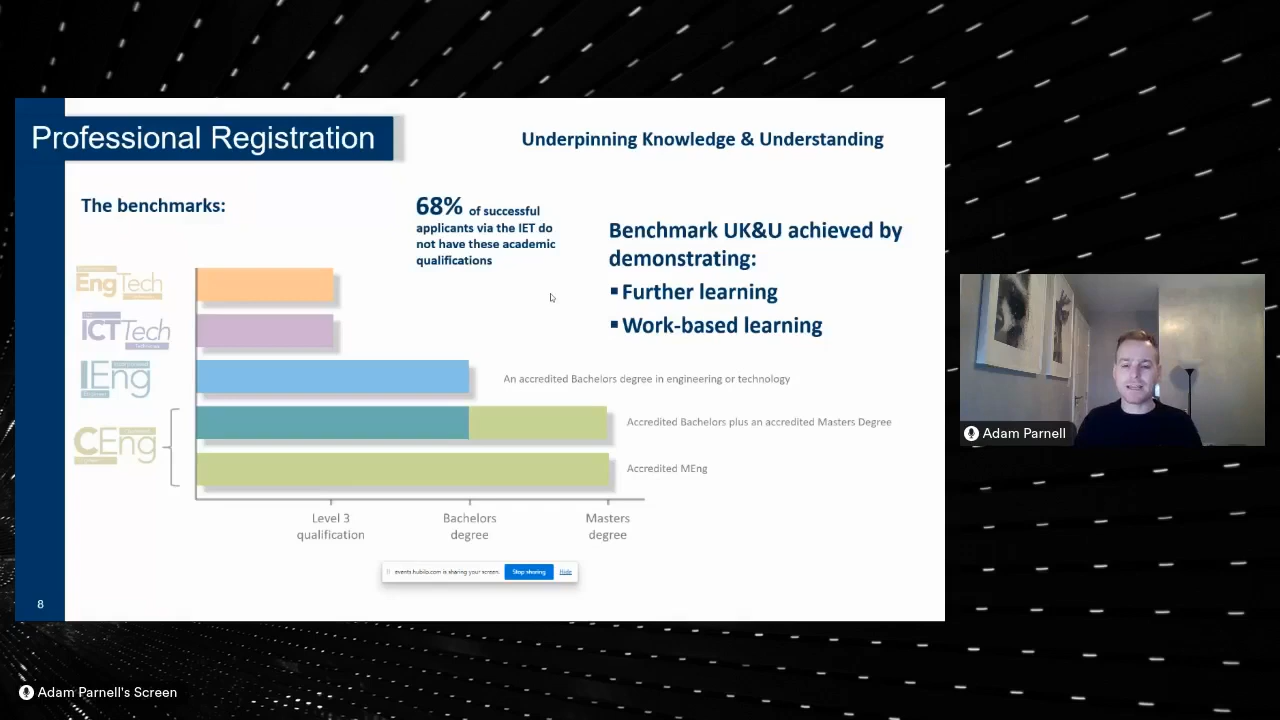 Professional Registration
Underpinning Knowledge & Understanding
The benchmarks:
68% of successful
applicants via the IET do
not have these academic
qualifications
Benchmark UK&U achieved by
demonstrating:
▪Further learning
▪Work-based learning
EngTech
ICTTech
IEng
An accredited Bachelors degree in engineering or technology
CEng
Accredited Bachelors plus an accredited Masters Degree
Accredited MEng
Level 3
qualification
Bachelors
degree
Masters
degree
events.hubilo.com is sharing your screen.
Stop sharing
Hide
8
Adam Parnell
Adam Parnell's Screen